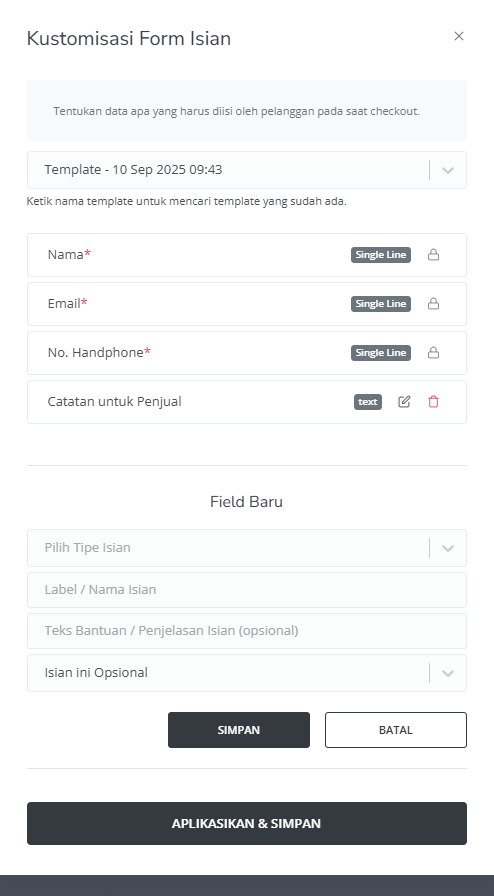 Kustomisasi Form Isian
Tentukan data apa yang harus diisi oleh pelanggan pada saat checkout.
Template - 10 Sep 2025 09:43
Ketik nama template untuk mencari template yang sudah ada.
Nama* Single Line
Email* Single Line
No. Handphone* Single Line
Catatan untuk Penjual text
Field Baru
Pilih Tipe Isian
Label / Nama Isian
Teks Bantuan / Penjelasan Isian (opsional)
Isian ini Opsional
SIMPAN BATAL
APLIKASIKAN & SIMPAN